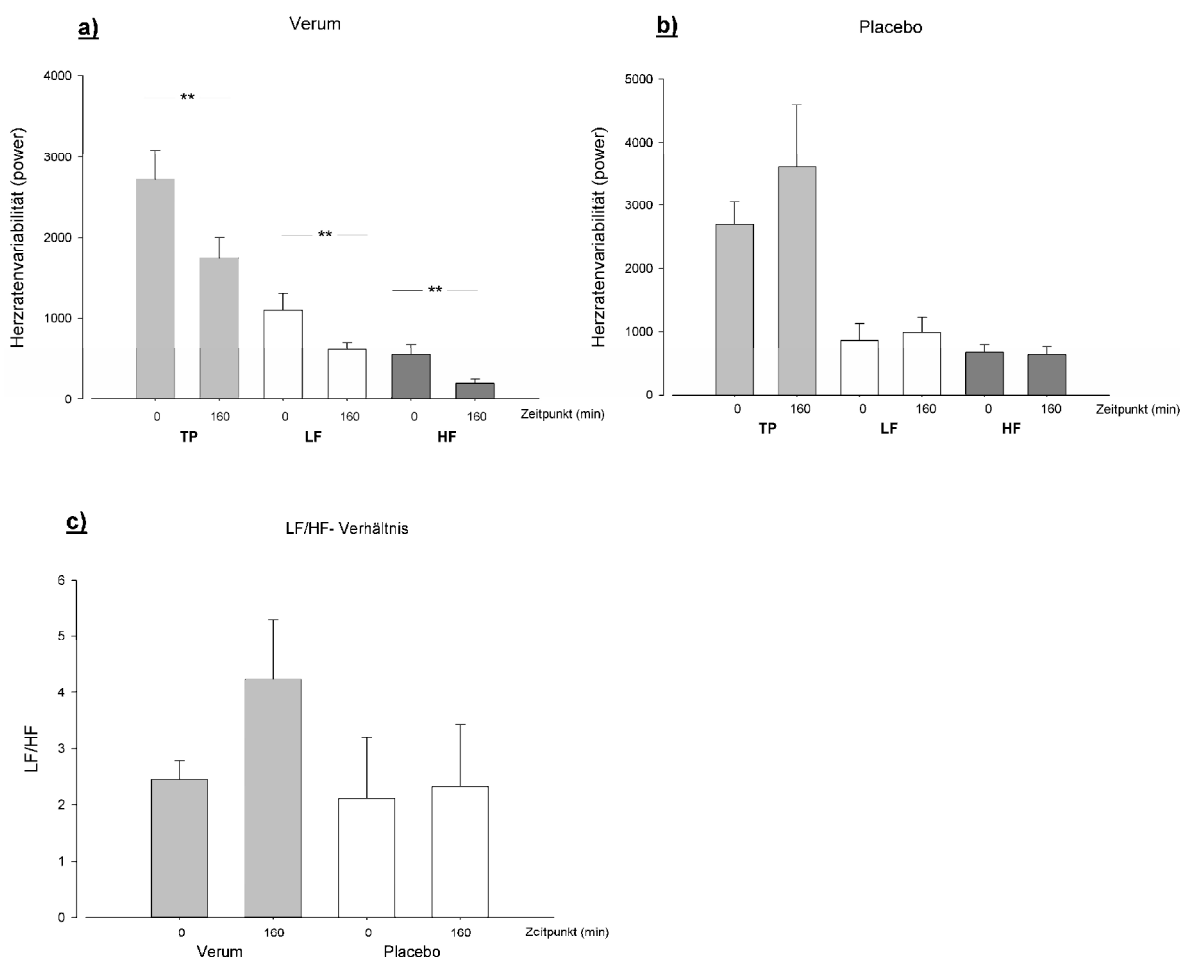 a)
Verum
Herzratenvariabilität (power)
4000
3000
2000
1000
0
**
**
**
0 160 0 160 0 160 Zeitpunkt (min)
TP LF HF
b)
Placebo
Herzratenvariabilität (power)
5000
4000
3000
2000
1000
0
0 160 0 160 0 160 Zeitpunkt (min)
TP LF HF
c)
LF/HF- Verhältnis
LF/HF
6
5
4
3
2
1
0
0 160 0 160 Zeitpunkt (min)
Verum Placebo